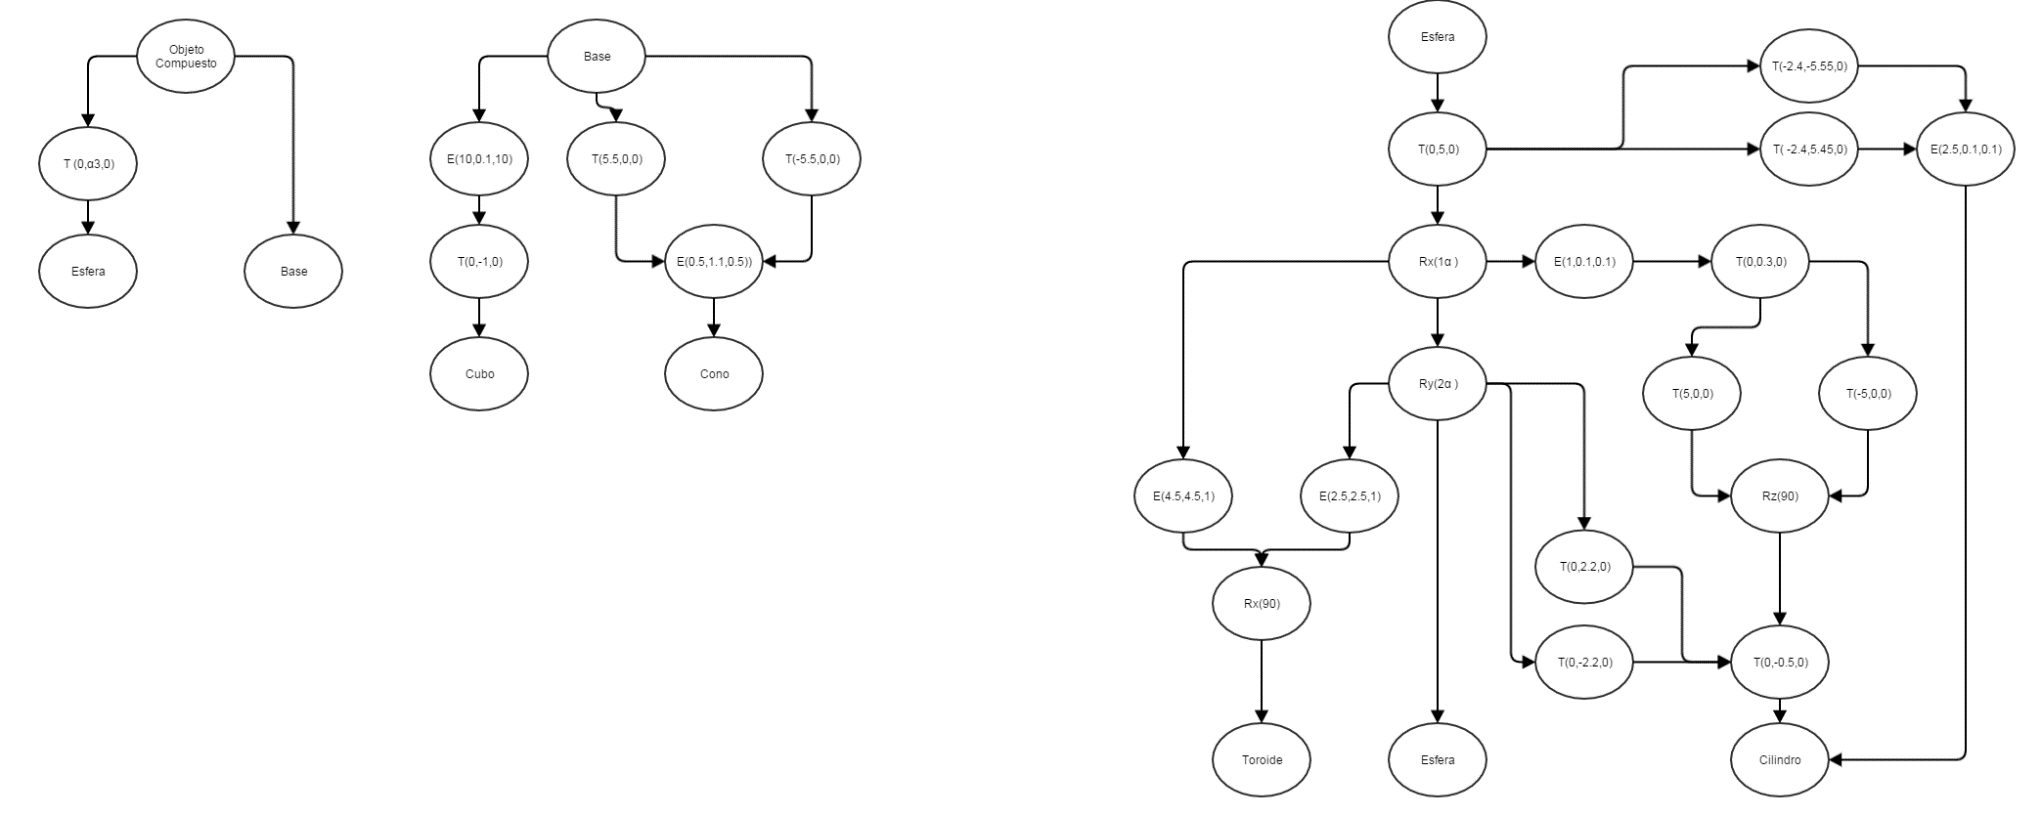 Objeto
Compuesto
T (0,α3,0)
Esfera
Base
Base
E(10,0.1,10)
T(5.5,0,0)
T(-5.5,0,0)
T(0,-1,0)
E(0.5,1.1,0.5))
Cubo
Cono
Esfera
T(-2.4,-5.55,0)
T(0,5,0)
T( -2.4,5.45,0)
E(2.5,0.1,0.1)
Rx(1α )
E(1,0.1,0.1)
T(0,0.3,0)
Ry(2α )
T(5,0,0)
T(-5,0,0)
E(4.5,4.5,1)
E(2.5,2.5,1)
Rz(90)
T(0,2.2,0)
Rx(90)
T(0,-2.2,0)
T(0,-0.5,0)
Toroide
Esfera
Cilindro